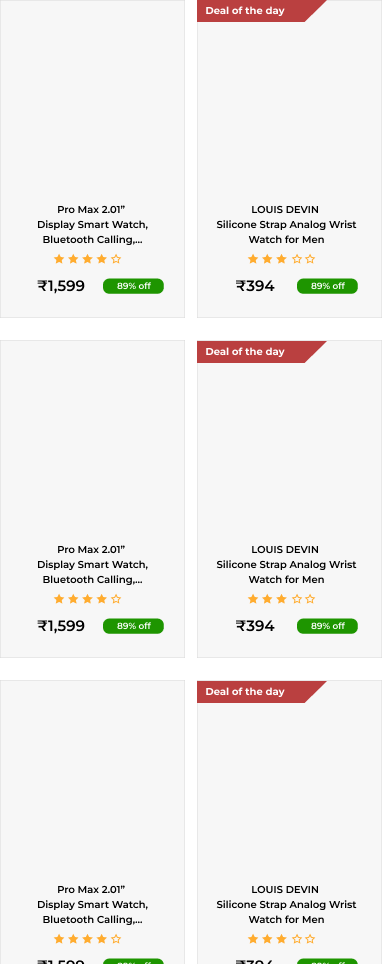 Deal of the day
Pro Max 2.01”
Display Smart Watch,
Bluetooth Calling,...
₹1,599 89% off
LOUIS DEVIN
Silicone Strap Analog Wrist
Watch for Men
₹394 89% off
Deal of the day
Pro Max 2.01”
Display Smart Watch,
Bluetooth Calling,...
₹1,599 89% off
LOUIS DEVIN
Silicone Strap Analog Wrist
Watch for Men
₹394 89% off
Deal of the day
Pro Max 2.01”
Display Smart Watch,
Bluetooth Calling,...
LOUIS DEVIN
Silicone Strap Analog Wrist
Watch for Men